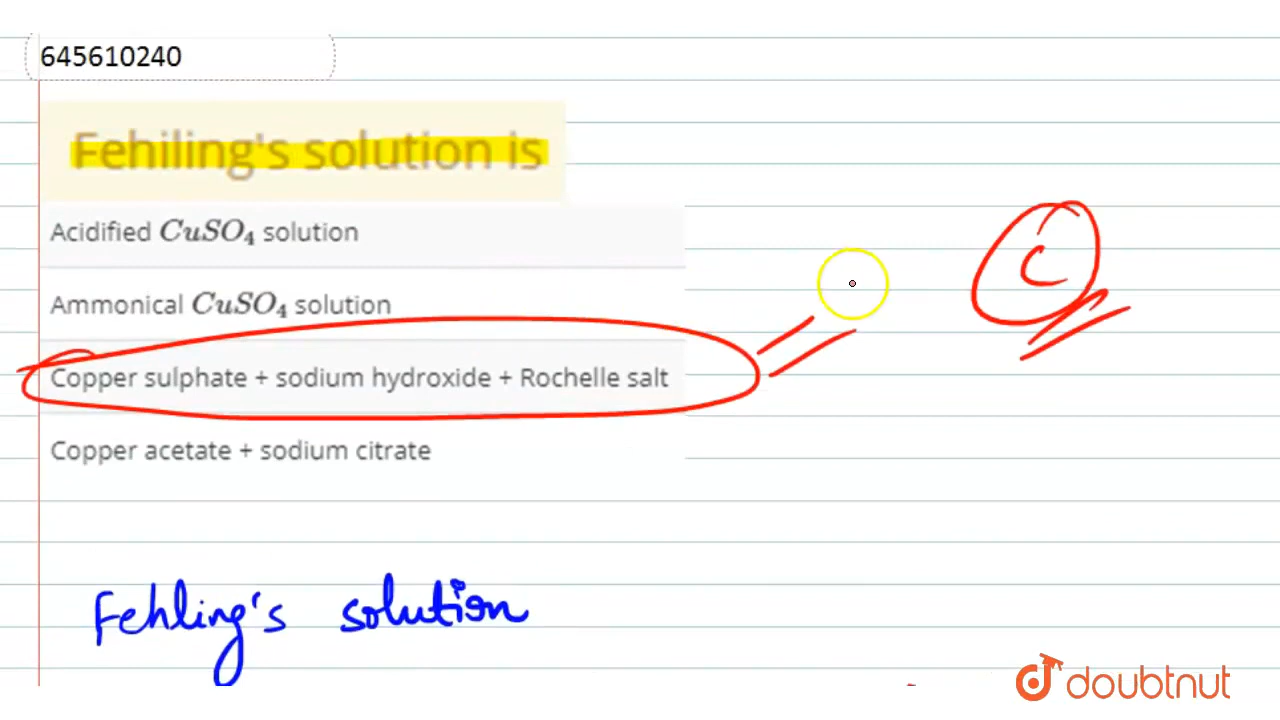 645610240
Fehiling's solution is
Acidified CuSO₄ solution
Ammonical CuSO₄ solution
C
Copper sulphate + sodium hydroxide + Rochelle salt
Copper acetate + sodium citrate
Fehling's solution
doubtnut